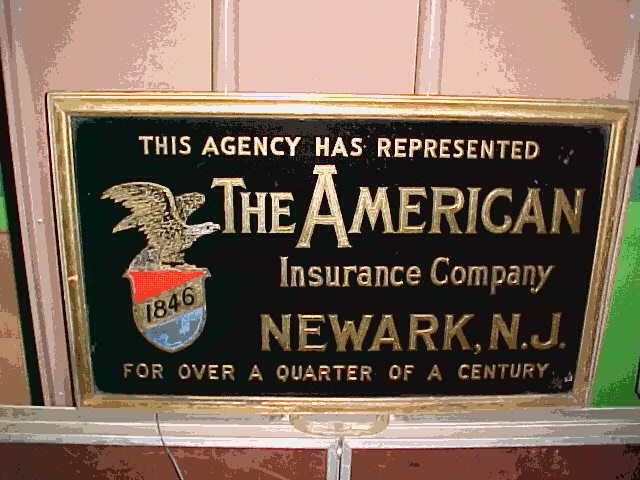 THIS AGENCY HAS REPRESENTED
THE AMERICAN
Insurance Company
1846
NEWARK, N.J.
FOR OVER A QUARTER OF A CENTURY